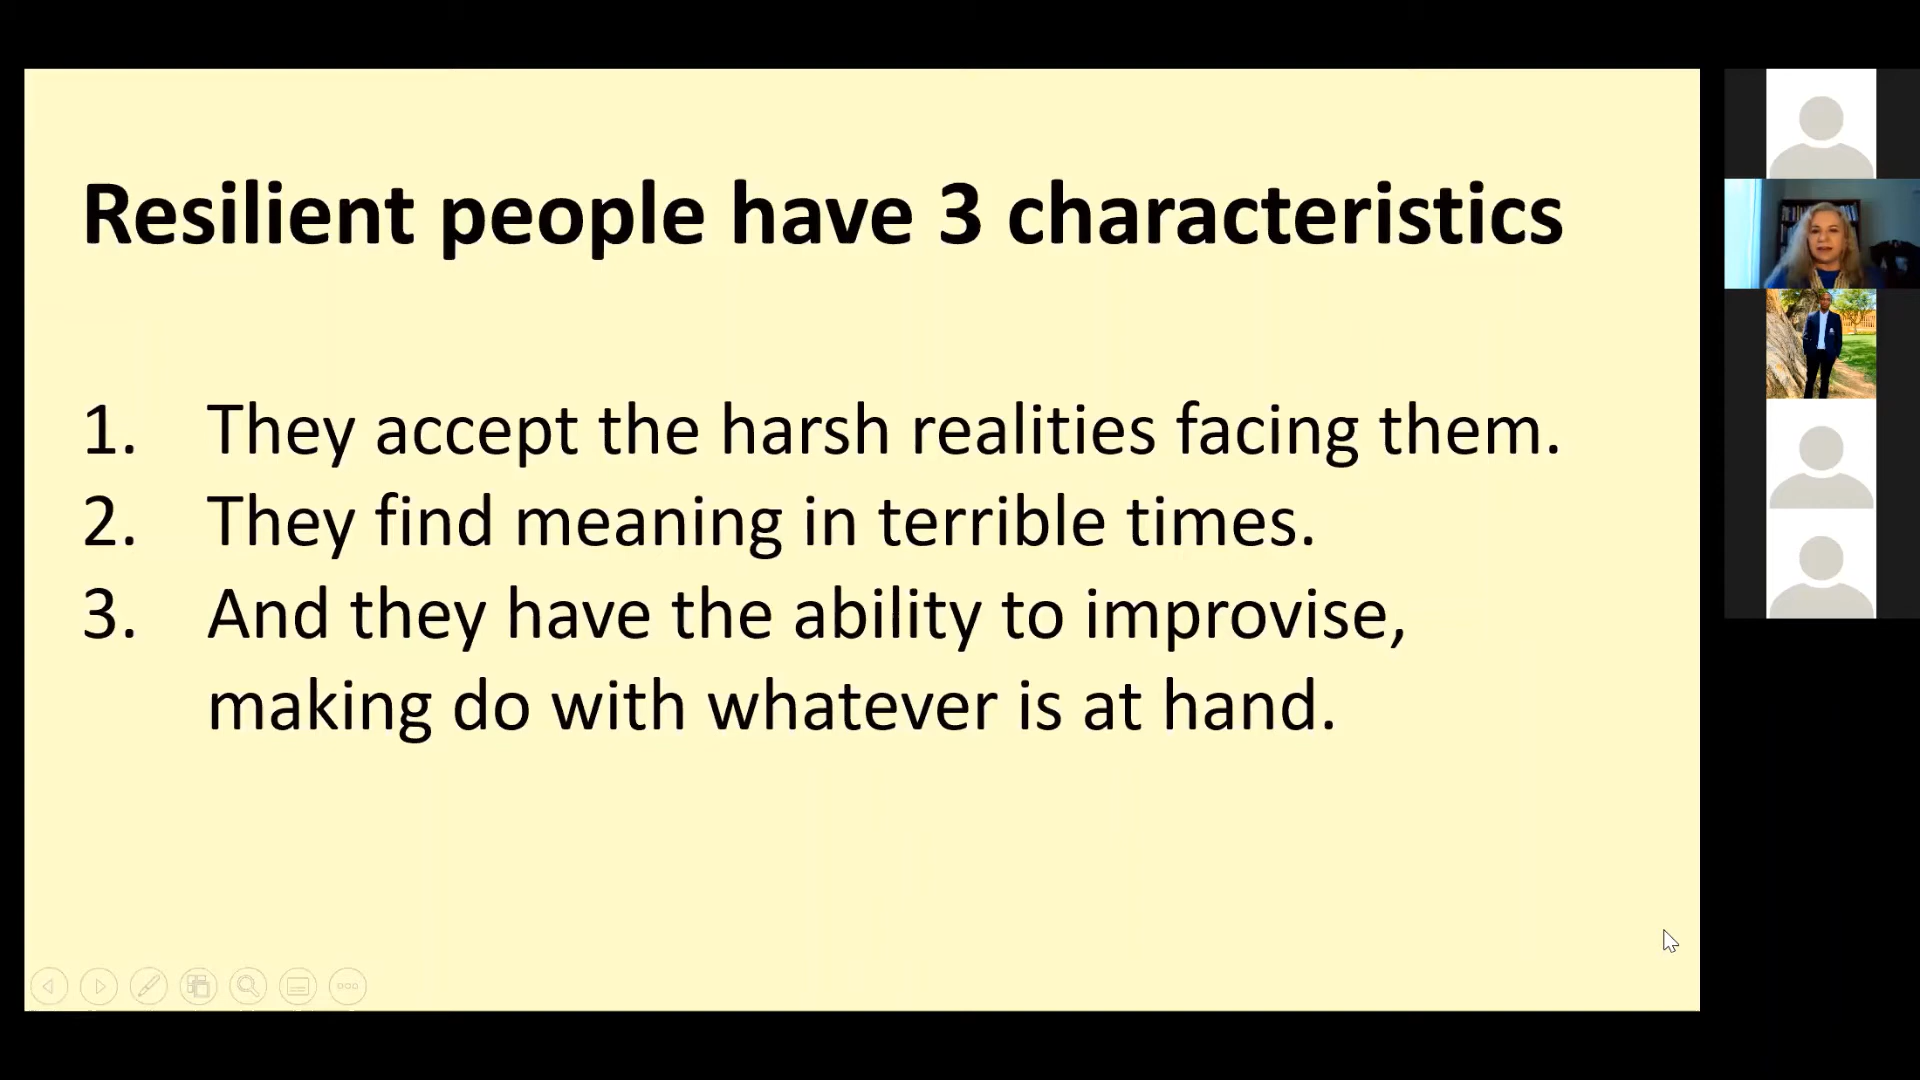 Resilient people have 3 characteristics
1. They accept the harsh realities facing them.
2. They find meaning in terrible times.
3. And they have the ability to improvise,
making do with whatever is at hand.